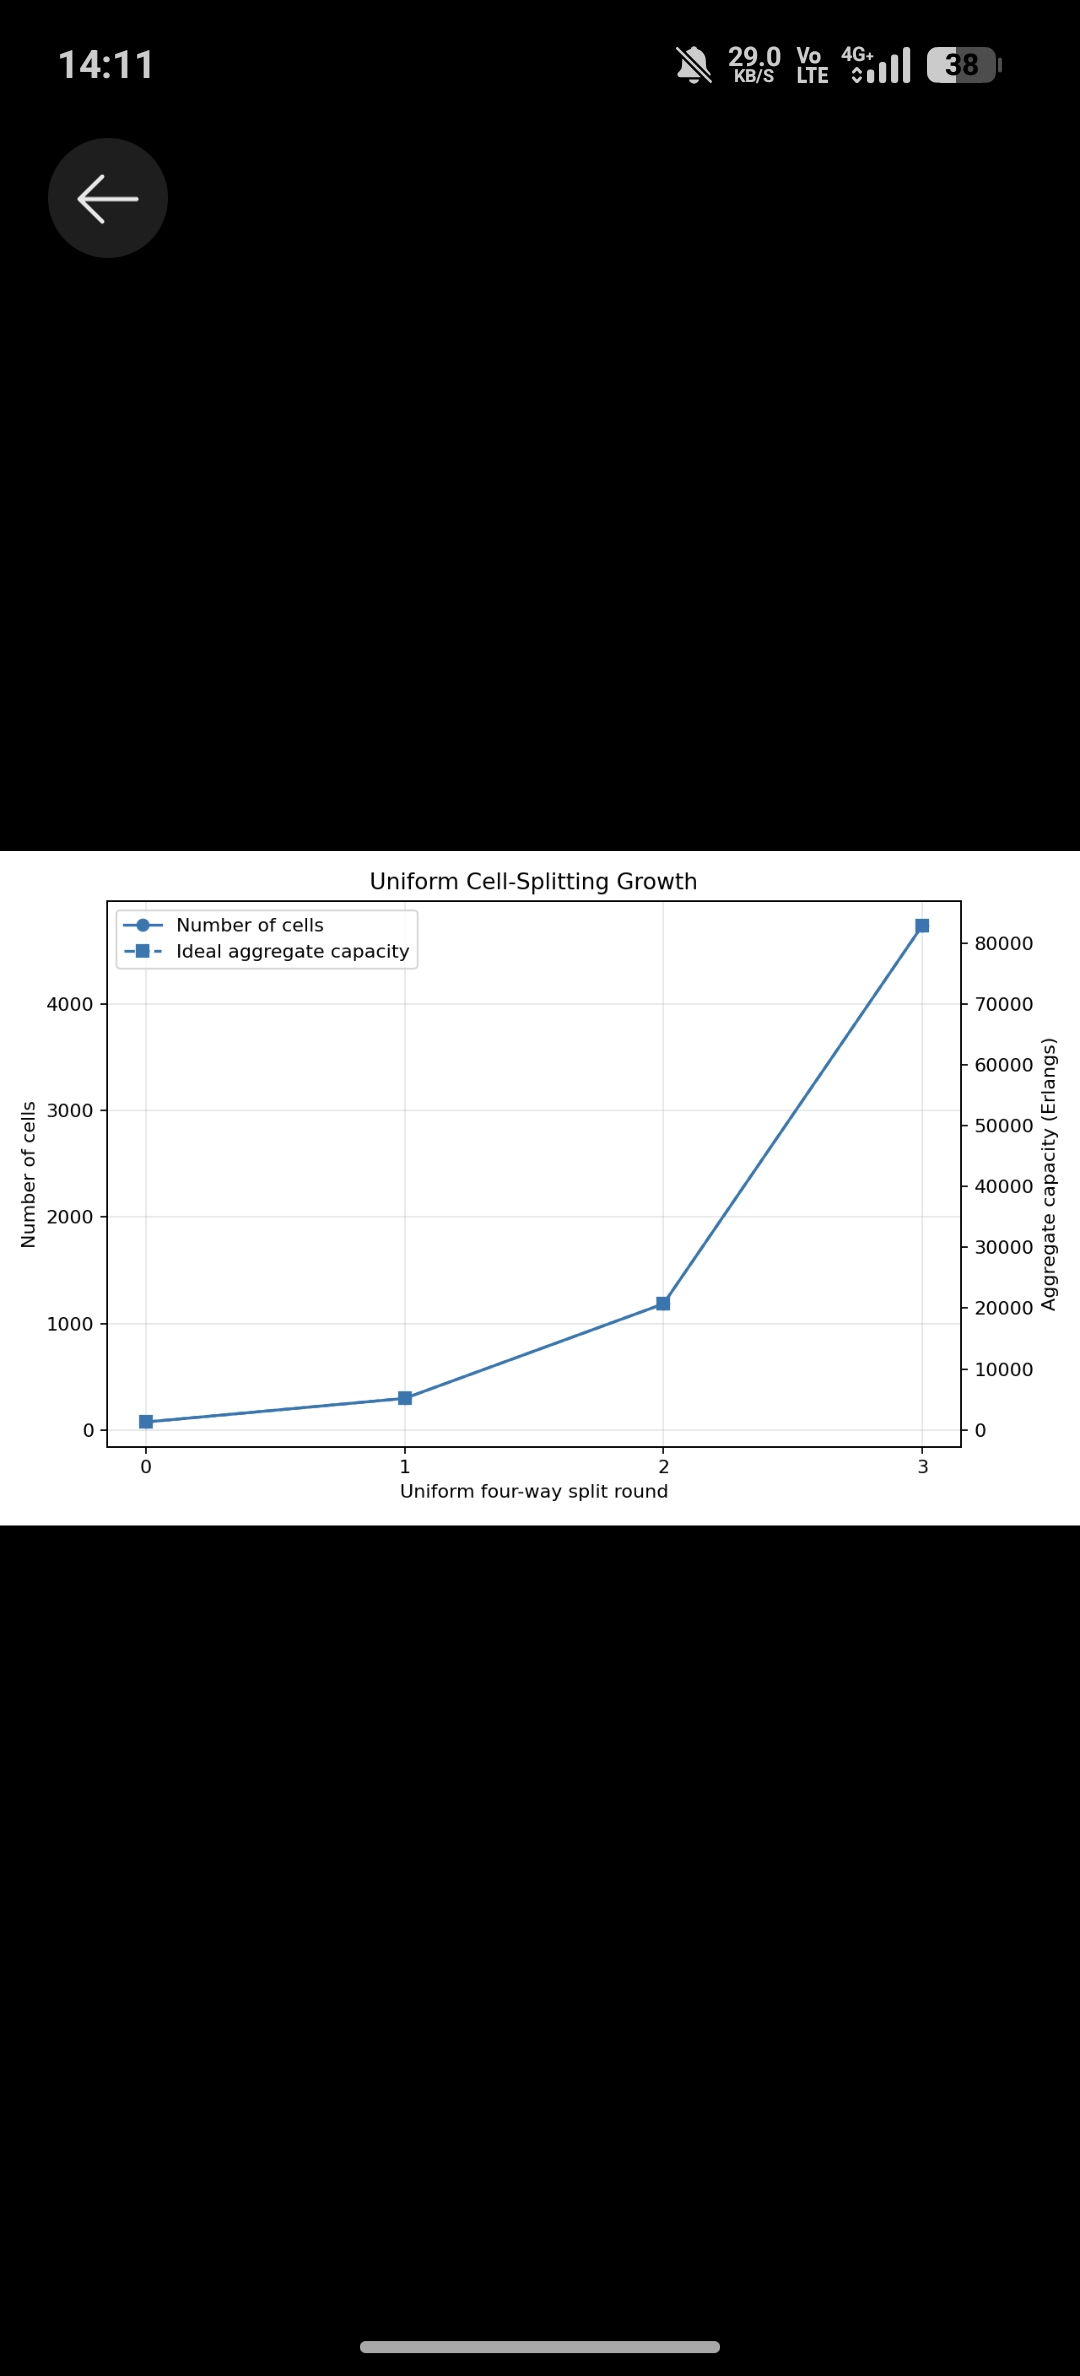 14:11
29.0 KB/S Vo LTE 4G+ 38
Uniform Cell-Splitting Growth
Number of cells
Ideal aggregate capacity
Number of cells
4000
3000
2000
1000
0
80000
70000
60000
50000
40000
30000
20000
10000
0
Aggregate capacity (Erlangs)
0 1 2 3
Uniform four-way split round